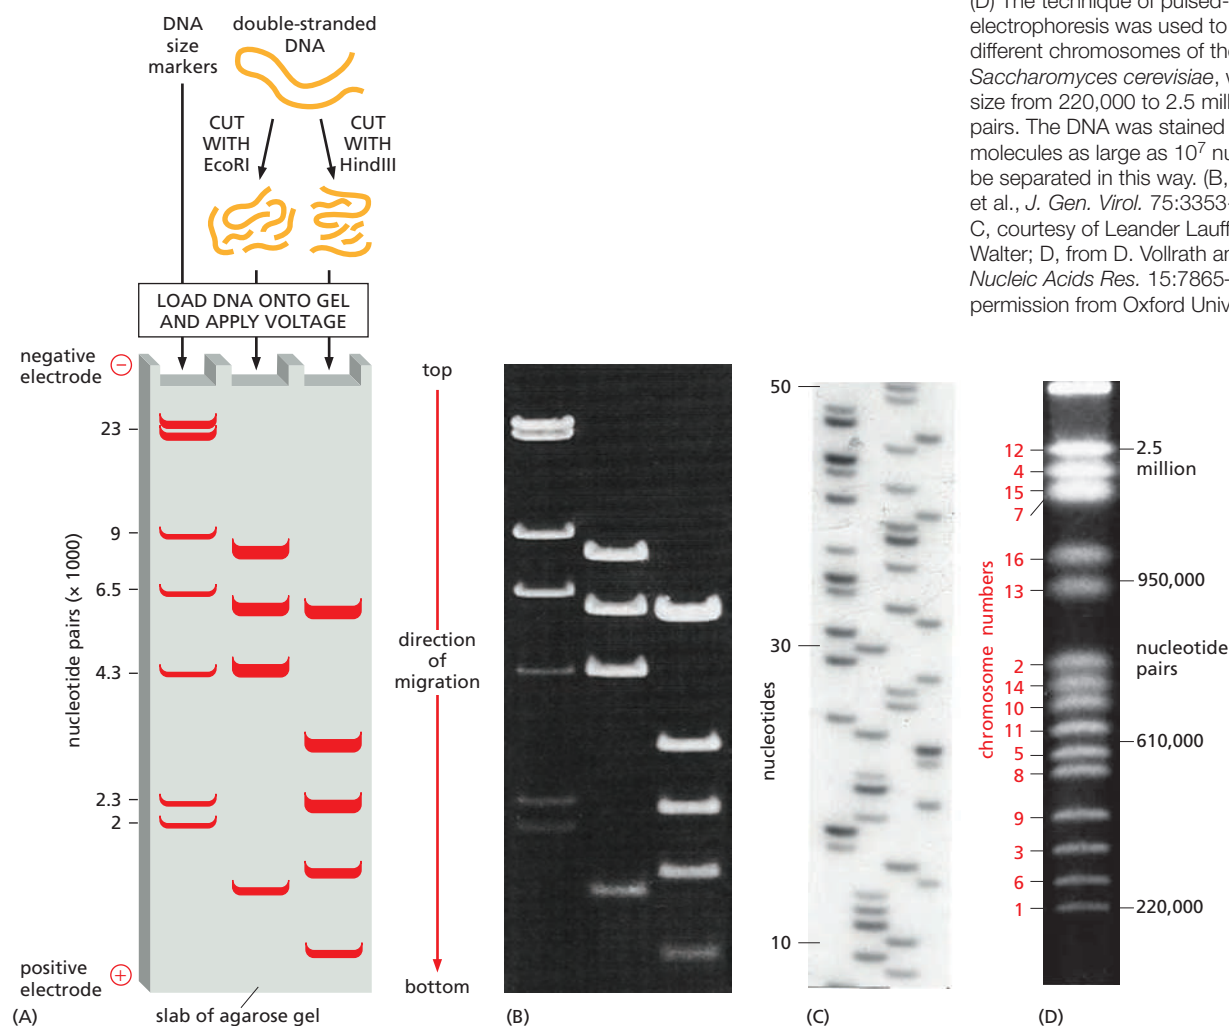 (D) The technique of pulsed-
electrophoresis was used to
different chromosomes of the
Saccharomyces cerevisiae, v
size from 220,000 to 2.5 mill
pairs. The DNA was stained
molecules as large as 10⁷ nu
be separated in this way. (B,
et al., J. Gen. Virol. 75:3353-
C, courtesy of Leander Lauff
Walter; D, from D. Vollrath an
Nucleic Acids Res. 15:7865-
permission from Oxford Univ
DNA
size
markers
double-stranded
DNA
CUT
WITH
EcoRI
CUT
WITH
HindIII
LOAD DNA ONTO GEL
AND APPLY VOLTAGE
negative
electrode
−
23
9
6.5
4.3
2.3
2
nucleotide pairs (× 1000)
positive
electrode
+
slab of agarose gel
(A)
top
direction
of
migration
bottom
(B)
50
30
10
nucleotides
(C)
chromosome numbers
12
4
15
7
16
13
2
14
10
11
5
8
9
3
6
1
2.5
million
950,000
nucleotide
pairs
610,000
220,000
(D)